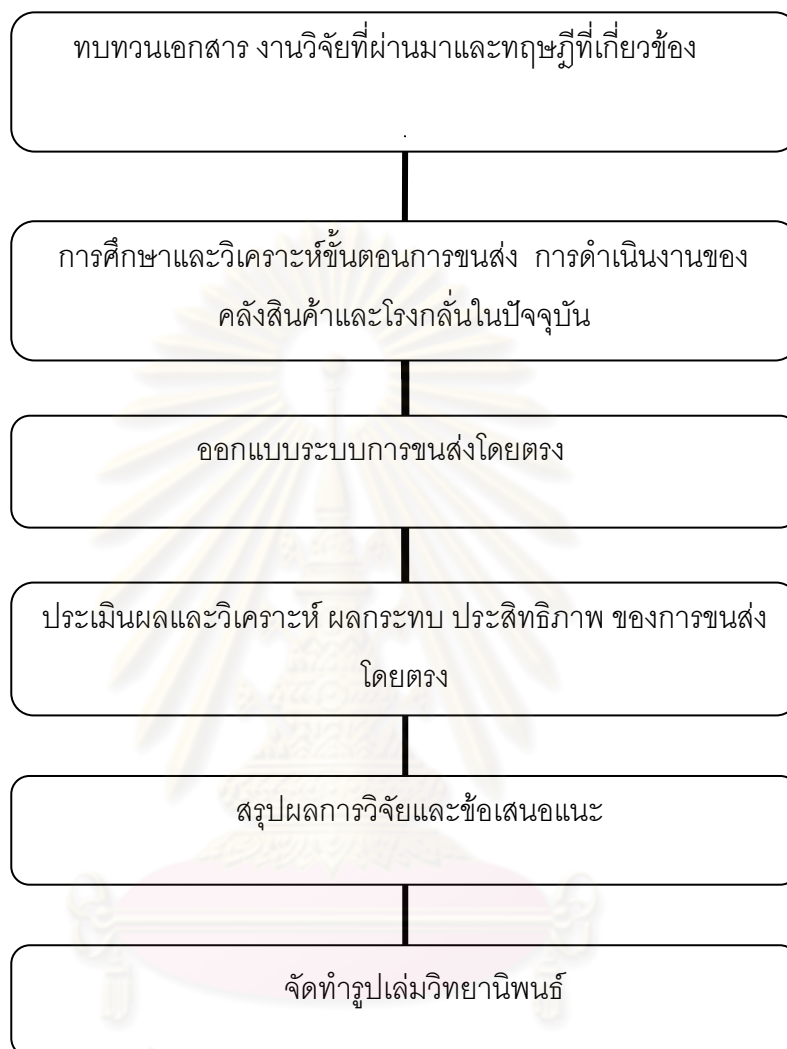 ทบทวนเอกสาร งานวิจัยที่ผ่านมาและทฤษฎีที่เกี่ยวข้อง
.
การศึกษาและวิเคราะห์ขั้นตอนการขนส่ง การดำเนินงานของ
คลังสินค้าและโรงกลั่นในปัจจุบัน
ออกแบบระบบการขนส่งโดยตรง
ประเมินผลและวิเคราะห์ ผลกระทบ ประสิทธิภาพ ของการขนส่ง
โดยตรง
สรุปผลการวิจัยและข้อเสนอแนะ
จัดทำรูปเล่มวิทยานิพนธ์